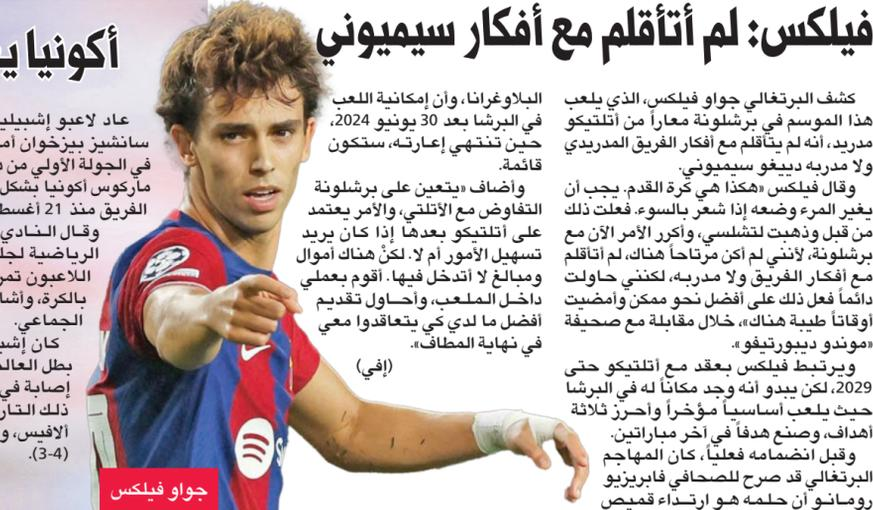 فيلكس: لم أتأقلم مع أفكار سيميوني
كشف البرتغالي جواو فيلكس، الذي يلعب
هذا الموسم في برشلونة معاراً من أتلتيكو
مدريد، أنه لم يتأقلم مع أفكار الفريق المدريدي
ولا مدربه دييغو سيميوني.
وقال فيلكس «هكذا هي كرة القدم. يجب أن
يغير المرء وضعه إذا شعر بالسوء. فعلت ذلك
من قبل وذهبت لتشلسي، وأكرر الأمر الآن مع
برشلونة، لأنني لم أكن مرتاحاً هناك، لم أتأقلم
مع أفكار الفريق ولا مدربه، لكنني حاولت
دائماً فعل ذلك على أفضل نحو ممكن وأمضيت
أوقاتاً طيبة هناك»، خلال مقابلة مع صحيفة
«موندو ديبورتيفو».
ويرتبط فيلكس بعقد مع أتلتيكو حتى
2029، لكن يبدو أنه وجد مكاناً له في البرشا
حيث يلعب أساسياً مؤخراً وأحرز ثلاثة
أهداف، وصنع هدفاً في آخر مباراتين.
وقبل انضمامه فعلياً، كان المهاجم
البرتغالي قد صرح للصحافي فابريزيو
رومانو أن حلمه هو ارتداء قميص
البلاوغرانا، وأن إمكانية اللعب
في البرشا بعد 30 يونيو 2024،
حين تنتهي إعارته، ستكون
قائمة.
وأضاف «يتعين على برشلونة
التفاوض مع الأتلتي، والأمر يعتمد
على أتلتيكو بعدها إذا كان يريد
تسهيل الأمور أم لا. لكنْ هناك أموال
ومبالغ لا أتدخل فيها. أقوم بعملي
داخل الملعب، وأحاول تقديم
أفضل ما لدي كي يتعاقدوا معي
في نهاية المطاف».
(إفي)
جواو فيلكس
أكونيا
عاد لاعبو إشبيلي
سانشيز بيزخوان
في الجولة الأولى من
ماركوس أكونيا بشكل
الفريق منذ 21
وقال النادي
الرياضية
اللاعبون
بالكرة،
الجماعي.
كان
بطل
إصابة في
ذلك
ألافيس،
(3-4).